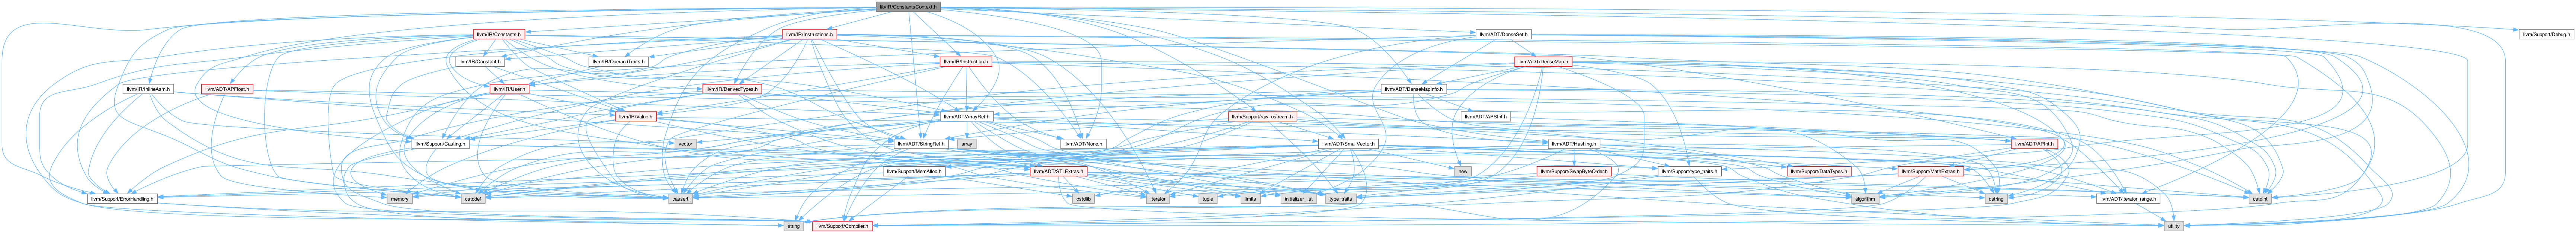 lib/IR/ConstantsContext.h
llvm/IR/Constants.h
llvm/IR/Instructions.h
llvm/ADT/DenseSet.h
llvm/Support/Debug.h
llvm/IR/Constant.h
llvm/IR/OperandTraits.h
llvm/IR/Instruction.h
llvm/ADT/DenseMap.h
llvm/IR/InlineAsm.h
llvm/ADT/APFloat.h
llvm/IR/User.h
llvm/IR/DerivedTypes.h
llvm/ADT/DenseMapInfo.h
llvm/IR/Value.h
llvm/ADT/ArrayRef.h
llvm/Support/raw_ostream.h
llvm/ADT/APSInt.h
llvm/Support/Casting.h
vector
llvm/ADT/StringRef.h
array
llvm/ADT/None.h
llvm/ADT/SmallVector.h
llvm/ADT/Hashing.h
llvm/ADT/APInt.h
llvm/Support/MemAlloc.h
llvm/ADT/STLExtras.h
new
llvm/Support/SwapByteOrder.h
llvm/Support/type_traits.h
llvm/Support/DataTypes.h
llvm/Support/MathExtras.h
llvm/Support/ErrorHandling.h
memory
cstddef
cassert
cstdlib
iterator
tuple
limits
initializer_list
type_traits
algorithm
cstring
llvm/ADT/iterator_range.h
cstdint
string
llvm/Support/Compiler.h
utility